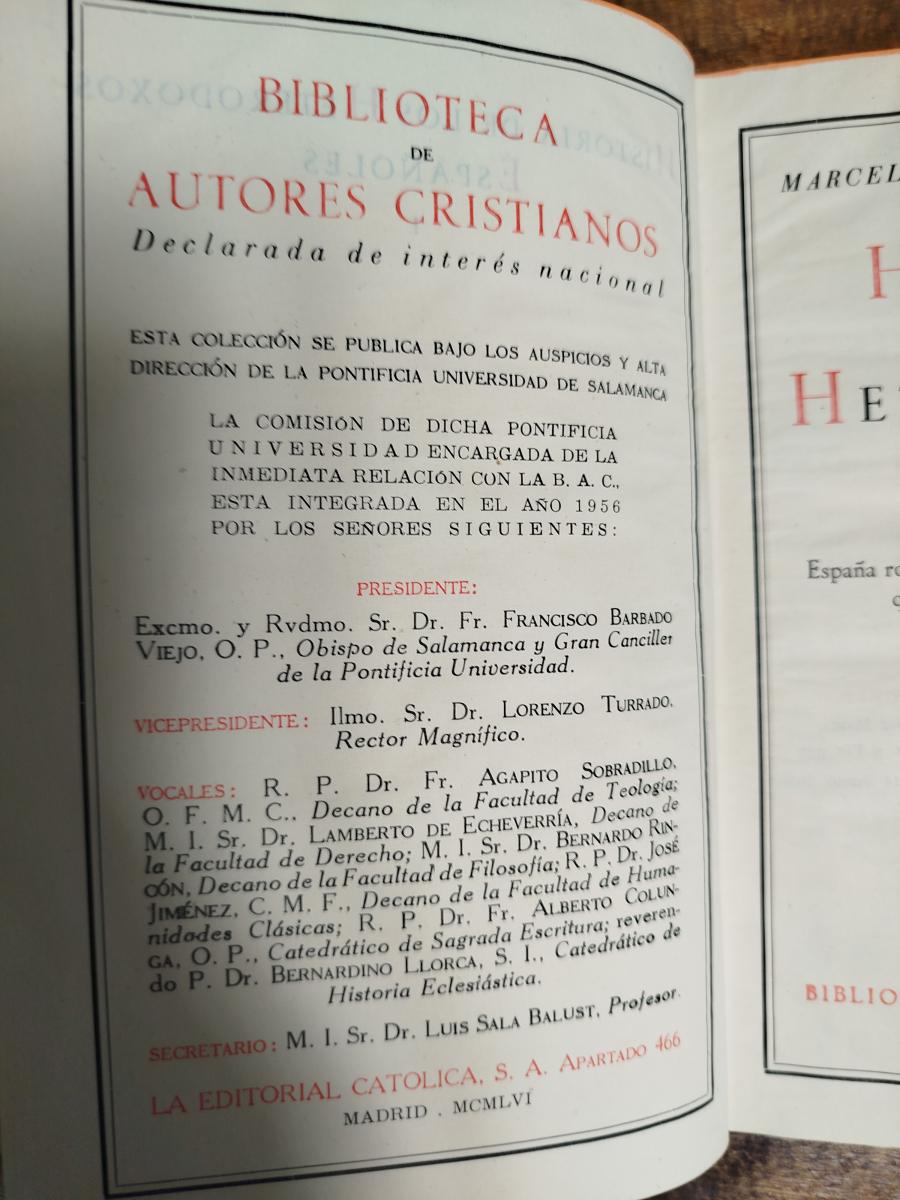 BIBLIOTECA
DE
AUTORES CRISTIANOS
Declarada de interés nacional
ESTA COLECCIÓN SE PUBLICA BAJO LOS AUSPICIOS Y ALTA
DIRECCIÓN DE LA PONTIFICIA UNIVERSIDAD DE SALAMANCA
LA COMISIÓN DE DICHA PONTIFICIA
UNIVERSIDAD ENCARGADA DE LA
INMEDIATA RELACIÓN CON LA B. A. C.,
ESTA INTEGRADA EN EL AÑO 1956
POR LOS SEÑORES SIGUIENTES:
PRESIDENTE:
Excmo. y Rvdmo. Sr. Dr. Fr. FRANCISCO BARBADO
VIEJO, O. P., Obispo de Salamanca y Gran Canciller
de la Pontificia Universidad.
VICEPRESIDENTE: Ilmo. Sr. Dr. LORENZO TURRADO,
Rector Magnífico.
VOCALES: R. P. Dr. Fr. AGAPITO SOBRADILLO,
O. F. M. C., Decano de la Facultad de Teología;
M. I. Sr. Dr. LAMBERTO DE ECHEVERRÍA, Decano de
la Facultad de Derecho; M. I. Sr. Dr. BERNARDO RIN-
CÓN, Decano de la Facultad de Filosofía; R. P. Dr. JOSÉ
JIMÉNEZ, C. M. F., Decano de la Facultad de Huma-
nidades Clásicas; R. P. Dr. Fr. ALBERTO COLUN-
GA, O. P., Catedrático de Sagrada Escritura; reveren-
do P. Dr. BERNARDINO LLORCA, S. I., Catedrático de
Historia Eclesiástica.
SECRETARIO: M. I. Sr. Dr. LUIS SALA BALUST, Profesor.
LA EDITORIAL CATOLICA, S. A. APARTADO 466
MADRID . MCMLVI
MARCEL
H
HE
España ro
BIBLIO